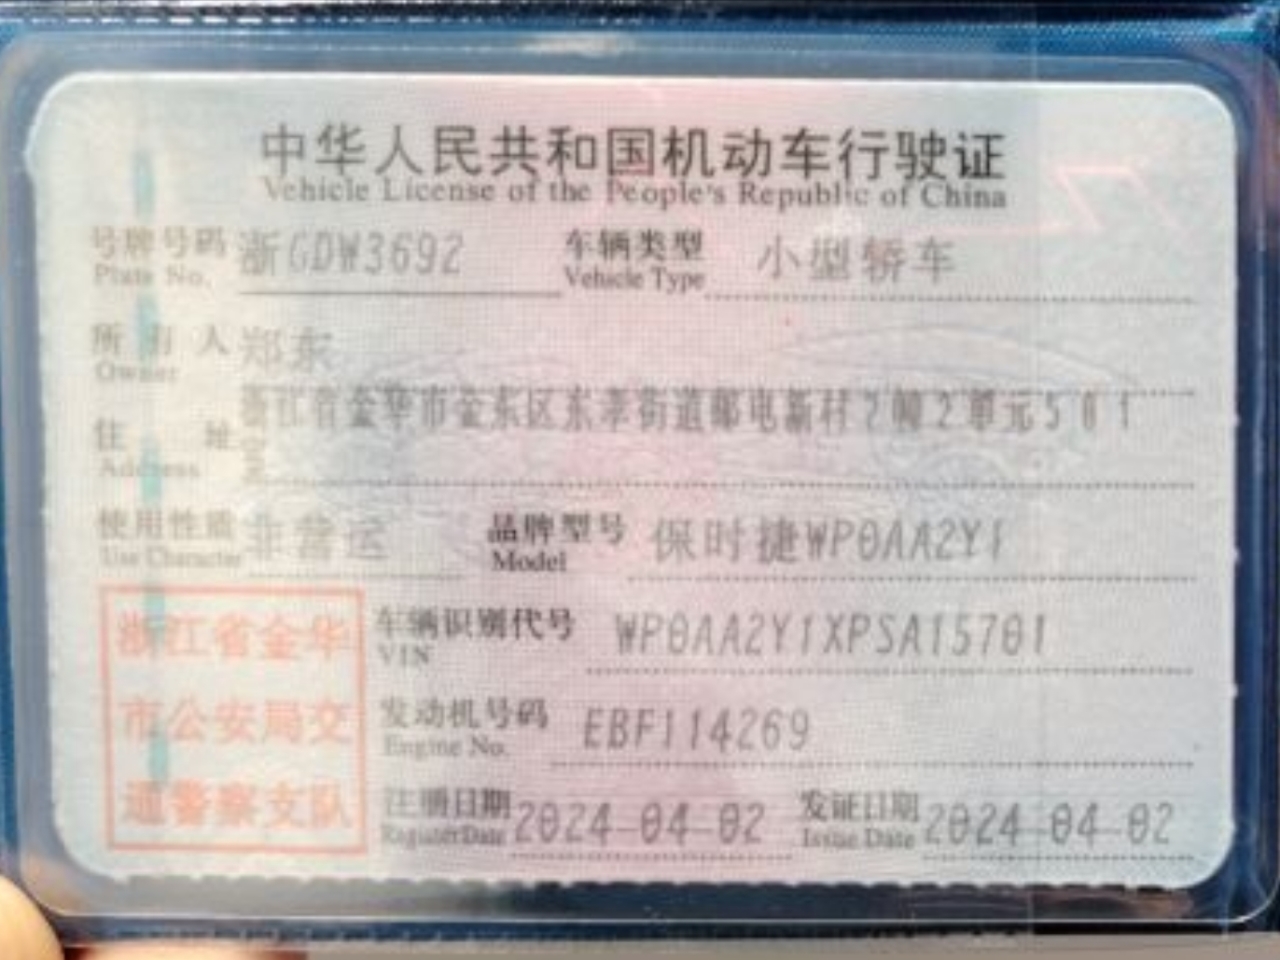 中华人民共和国机动车行驶证
Vehicle License of the People's Republic of China
号牌号码 浙GDW3692 车辆类型 小型轿车
Plate No. Vehicle Type
所有人 郑东
Owner
浙江省金华市金东区东孝街道邮电新村7幢2单元501
住址 室
Address
使用性质 非营运 品牌型号 保时捷WP0AA2Y1
Use Character Model
浙江省金华
市公安局交
通警察支队
车辆识别代号 WP0AA2Y1XPSA15701
VIN
发动机号码 EBF114269
Engine No.
注册日期 2024-04-02 发证日期 2024-04-02
Register Date Issue Date